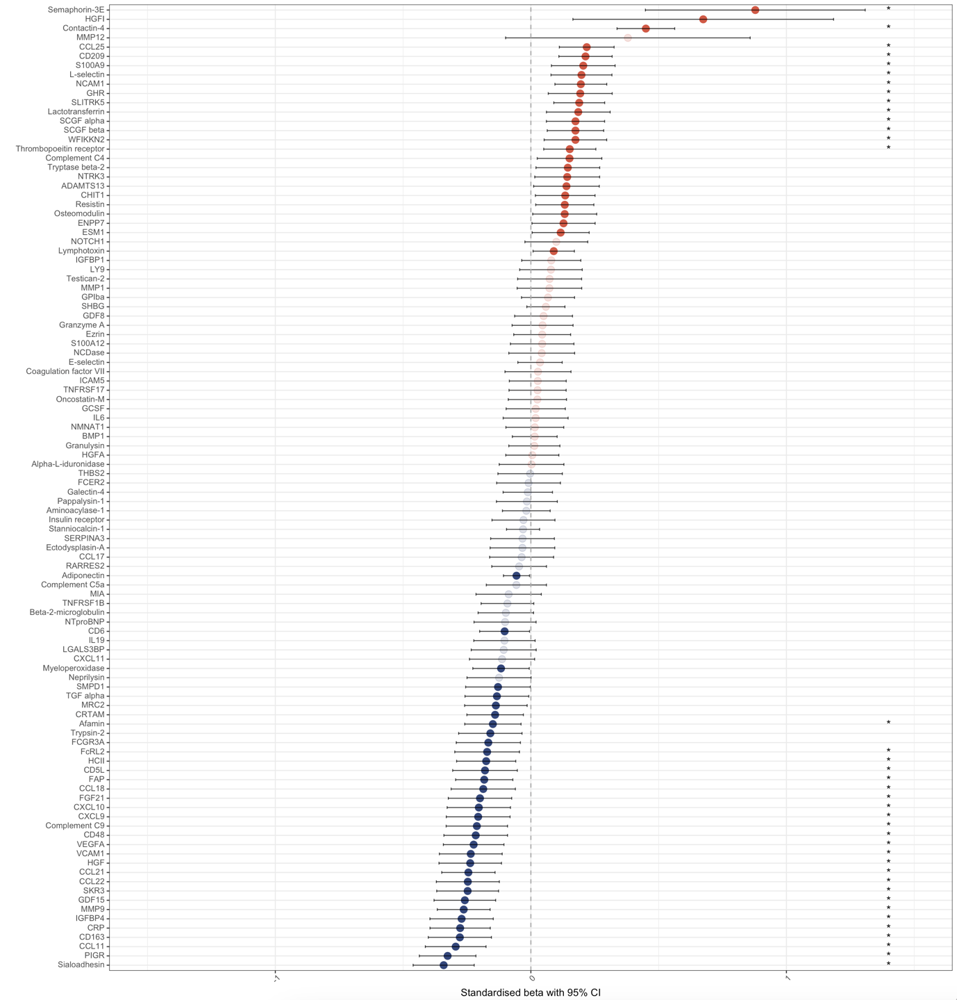 Semaphorin-3E *
HGFI
Contactin-4 *
MMP12
CCL25 *
CD209 *
S100A9 *
L-selectin *
NCAM1 *
GHR *
SLITRK5 *
Lactotransferrin *
SCGF alpha *
SCGF beta *
WFIKKN2 *
Thrombopoeitin receptor *
Complement C4
Tryptase beta-2
NTRK3
ADAMTS13
CHIT1
Resistin
Osteomodulin
ENPP7
ESM1
NOTCH1
Lymphotoxin
IGFBP1
LY9
Testican-2
MMP1
GPIba
SHBG
GDF8
Granzyme A
Ezrin
S100A12
NCDase
E-selectin
Coagulation factor VII
ICAM5
TNFRSF17
Oncostatin-M
GCSF
IL6
NMNAT1
BMP1
Granulysin
HGFA
Alpha-L-iduronidase
THBS2
FCER2
Galectin-4
Pappalysin-1
Aminoacylase-1
Insulin receptor
Stanniocalcin-1
SERPINA3
Ectodysplasin-A
CCL17
RARRES2
Adiponectin
Complement C5a
MIA
TNFRSF1B
Beta-2-microglobulin
NTproBNP
CD6
IL19
LGALS3BP
CXCL11
Myeloperoxidase
Neprilysin
SMPD1
TGF alpha
MRC2
CRTAM
Afamin *
Trypsin-2
FCGR3A
FcRL2 *
HCII *
CD5L *
FAP *
CCL18 *
FGF21 *
CXCL10 *
CXCL9 *
Complement C9 *
CD48 *
VEGFA *
VCAM1 *
HGF *
CCL21 *
CCL22 *
SKR3 *
GDF15 *
MMP9 *
IGFBP4 *
CRP *
CD163 *
CCL11 *
PIGR *
Sialoadhesin *
-1 0 1
Standardised beta with 95% CI